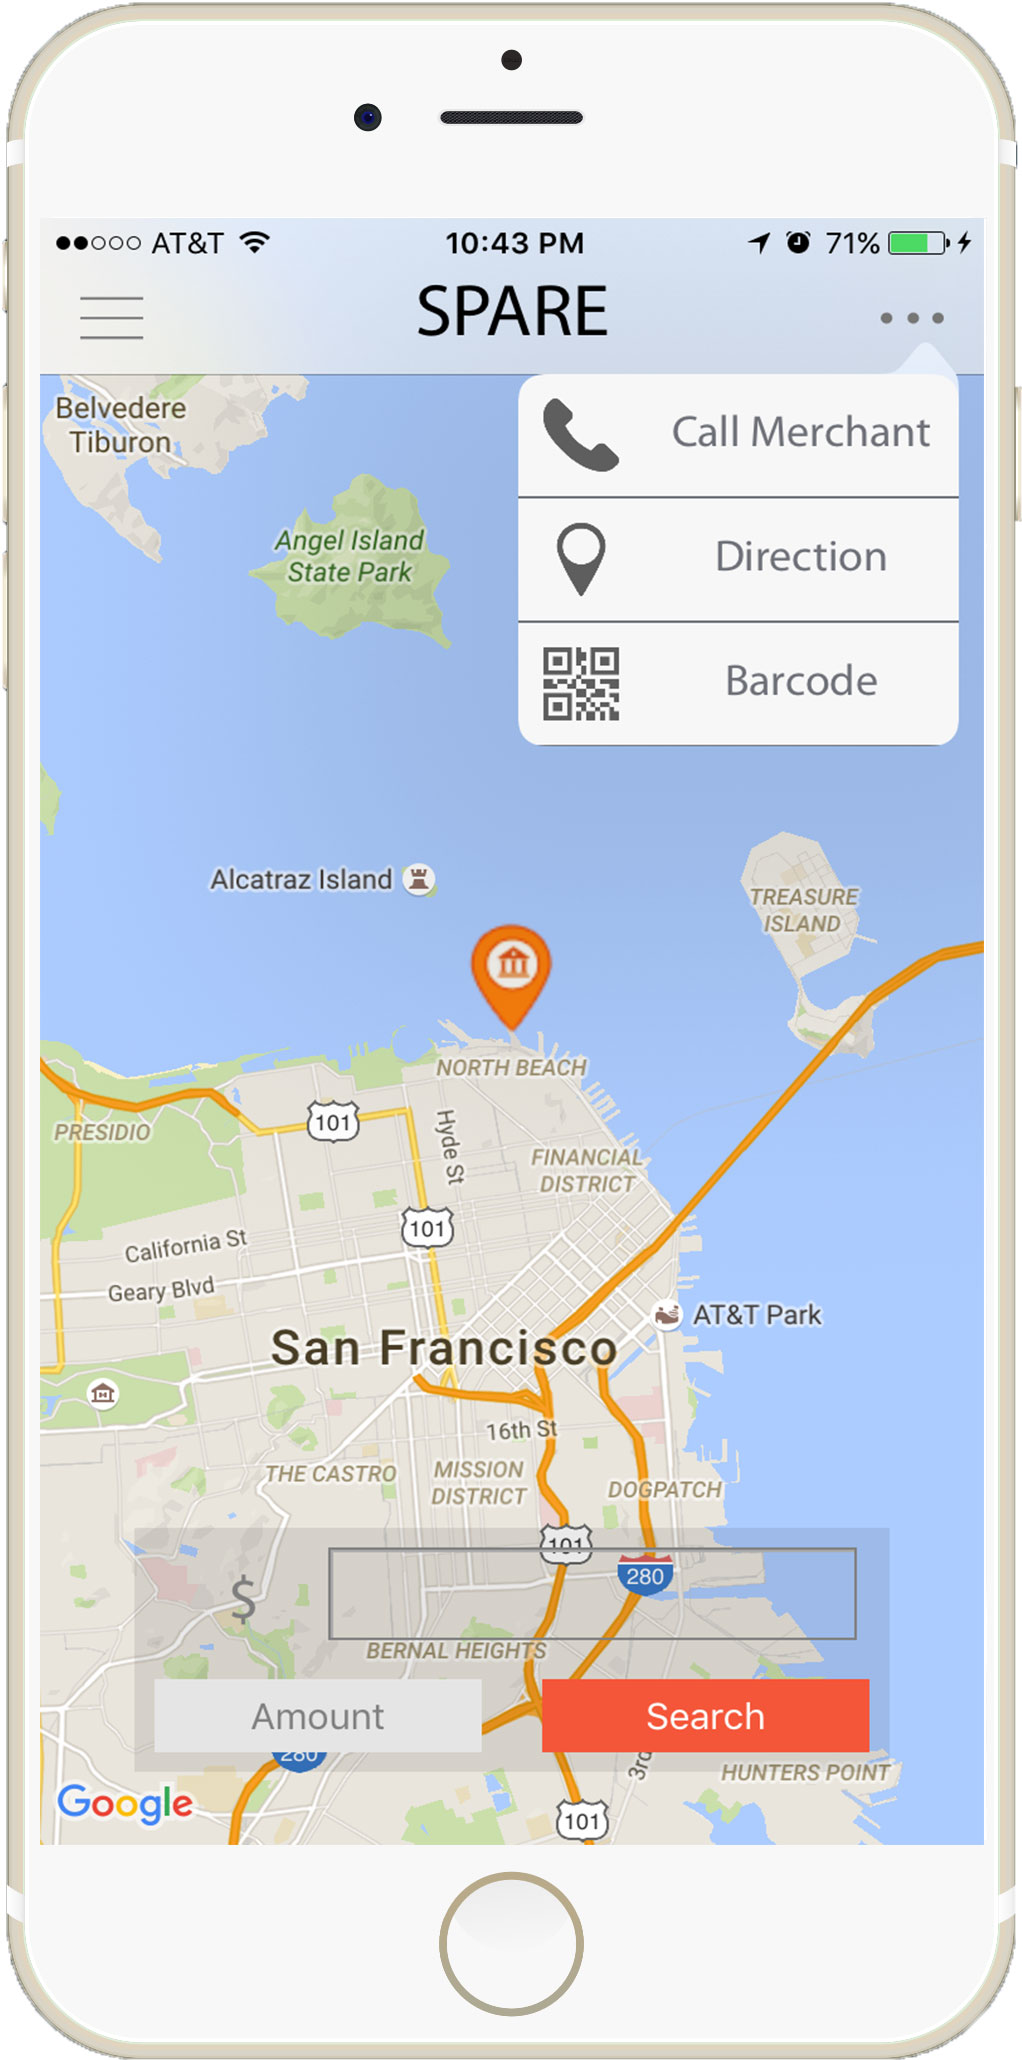 AT&T 10:43 PM 71%
SPARE
Call Merchant
Direction
Barcode
Belvedere
Tiburon
Angel Island
State Park
Alcatraz Island
TREASURE
ISLAND
NORTH BEACH
PRESIDIO
101
Hyde St
FINANCIAL
DISTRICT
101
California St
Geary Blvd
AT&T Park
San Francisco
16th St
THE CASTRO
MISSION
DISTRICT
DOGPATCH
101
280
$
BERNAL HEIGHTS
Amount
Search
280
3rd
HUNTERS POINT
Google
101